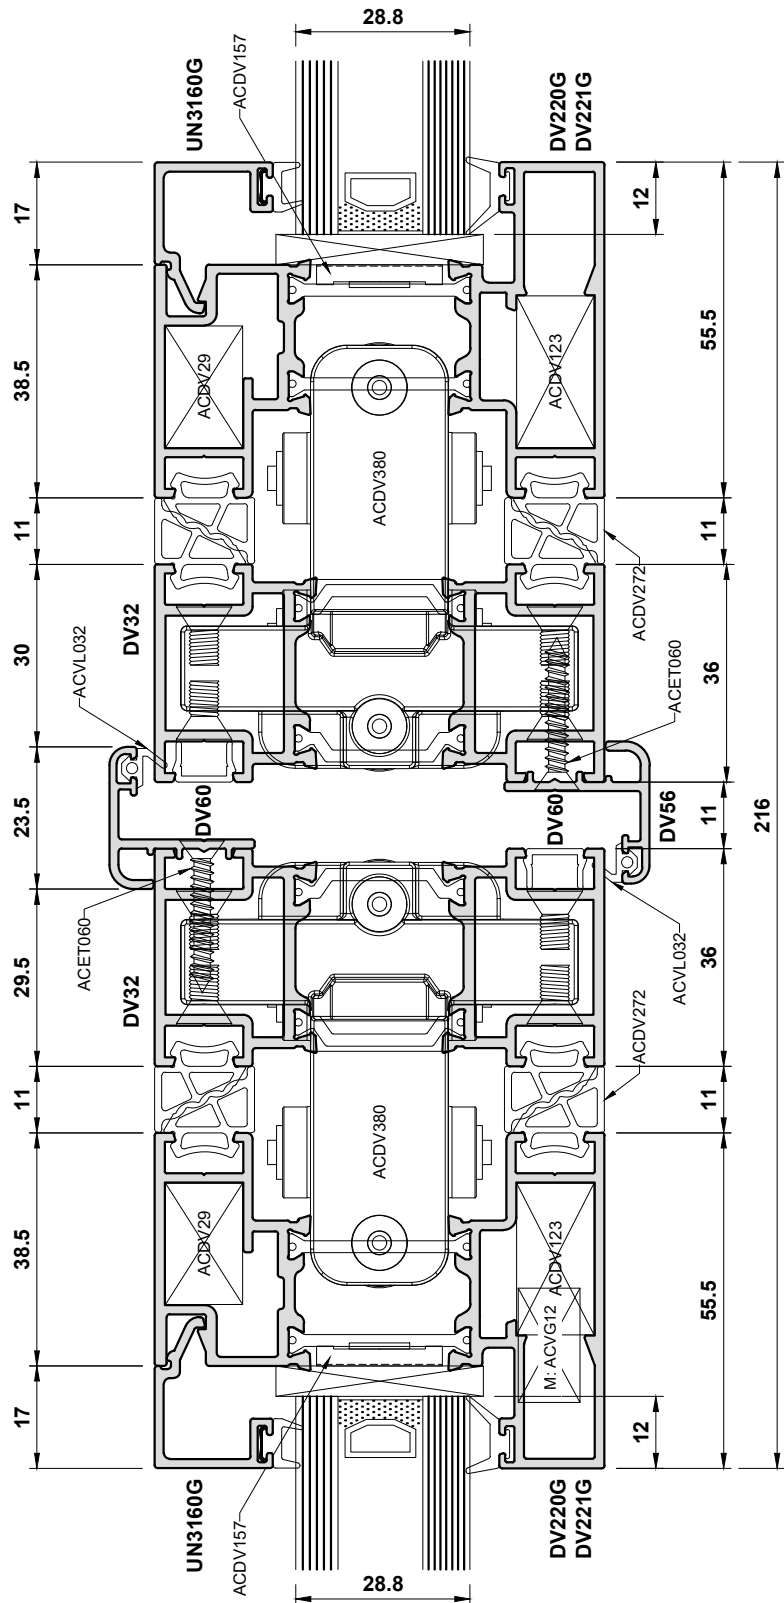 28.8
UN3160G
ACDV157
DV220G
DV221G
17
12
38.5
ACDV29
ACDV123
55.5
ACDV380
11
11
ACDV272
30
DV32
ACVL032
ACET060
36
23.5
DV60
DV60
DV56
11
216
ACET060
29.5
DV32
ACVL032
36
ACDV272
11
11
ACDV380
38.5
ACDV29
ACDV123
M: ACVG12
55.5
17
12
UN3160G
ACDV157
DV220G
DV221G
28.8